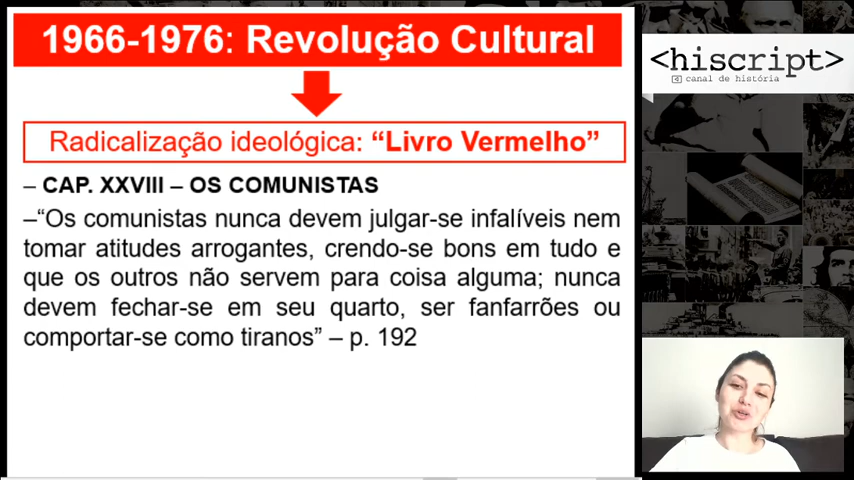 1966-1976: Revolução Cultural
Radicalização ideológica: “Livro Vermelho”
– CAP. XXVIII – OS COMUNISTAS
–“Os comunistas nunca devem julgar-se infalíveis nem
tomar atitudes arrogantes, crendo-se bons em tudo e
que os outros não servem para coisa alguma; nunca
devem fechar-se em seu quarto, ser fanfarrões ou
comportar-se como tiranos” – p. 192
<hiscript>
canal de história